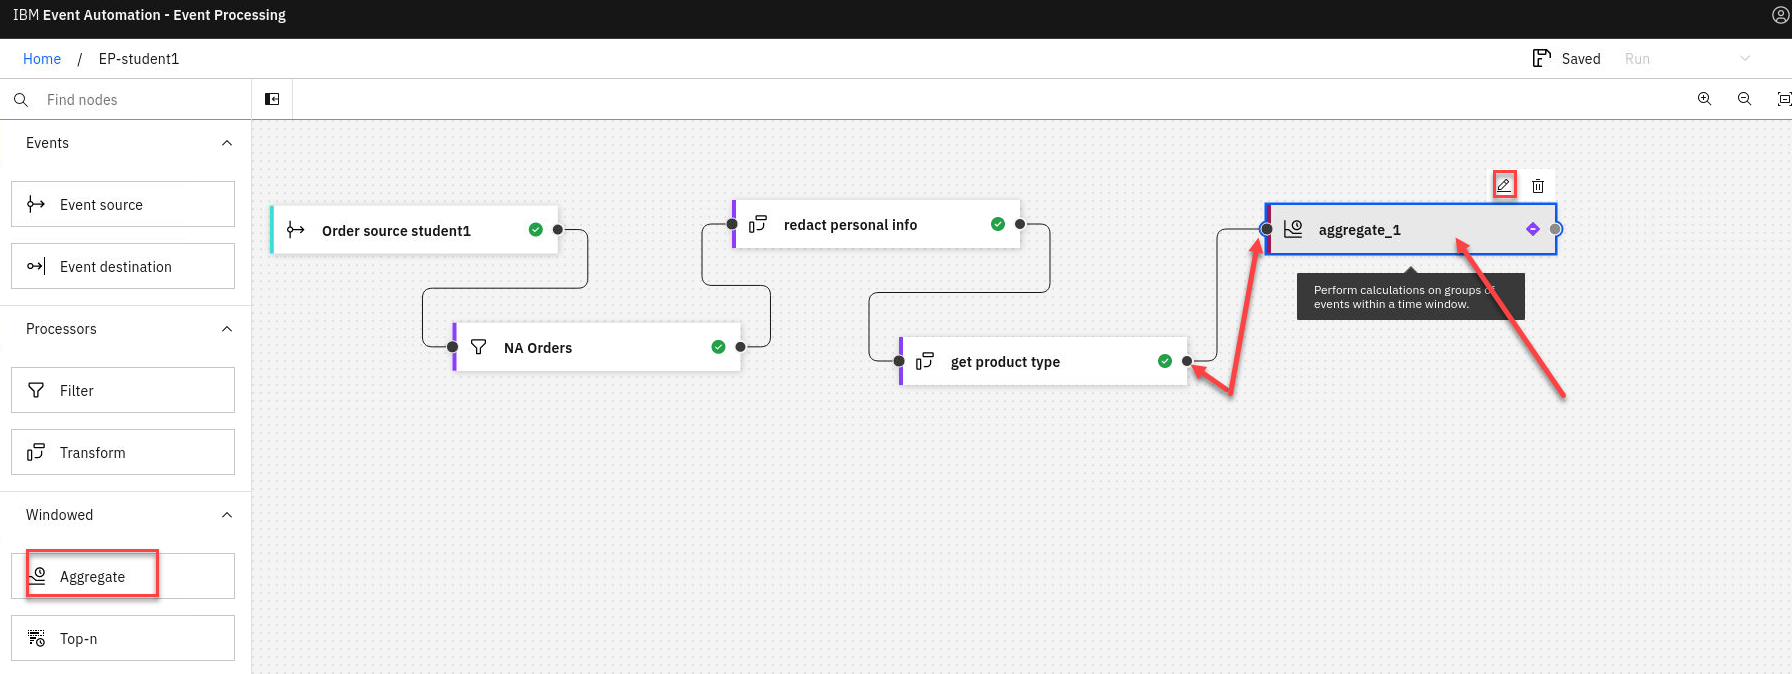 IBM Event Automation - Event Processing
Home / EP-student1
Saved
Run
Find nodes
Events
Event source
Event destination
Processors
Filter
Transform
Windowed
Aggregate
Top-n
Order source student1
NA Orders
redact personal info
get product type
aggregate_1
Perform calculations on groups of
events within a time window.